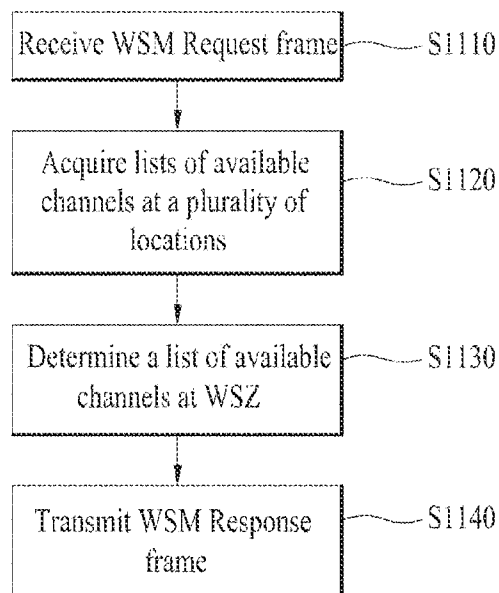 Receive WSM Request frame
S1110
Acquire lists of available
channels at a plurality of
locations
S1120
Determine a list of available
channels at WSZ
S1130
Transmit WSM Response
frame
S1140